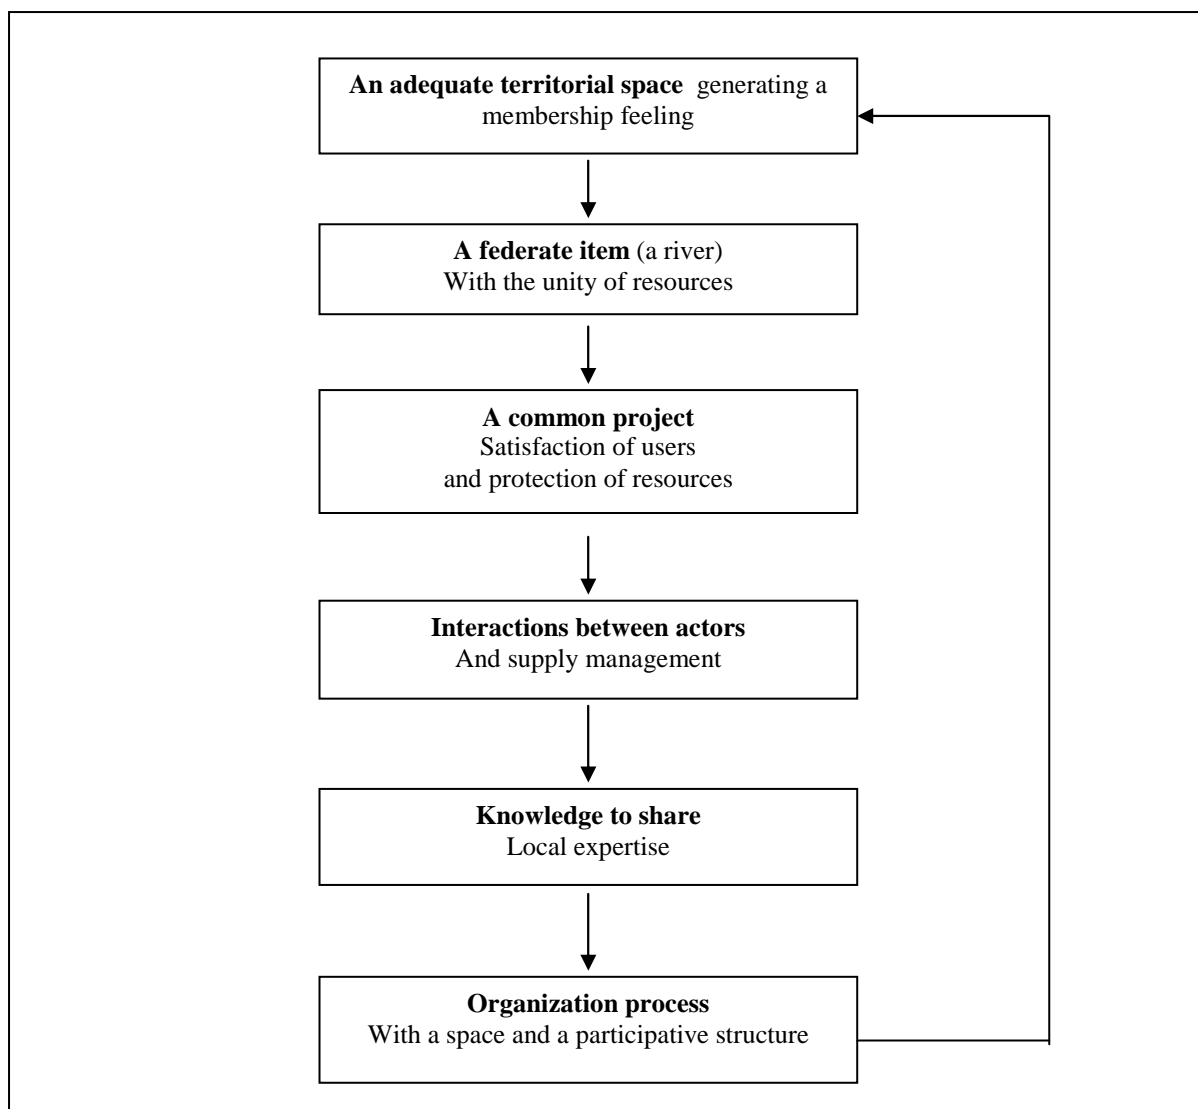 An adequate territorial space generating a
membership feeling
A federate item (a river)
With the unity of resources
A common project
Satisfaction of users
and protection of resources
Interactions between actors
And supply management
Knowledge to share
Local expertise
Organization process
With a space and a participative structure